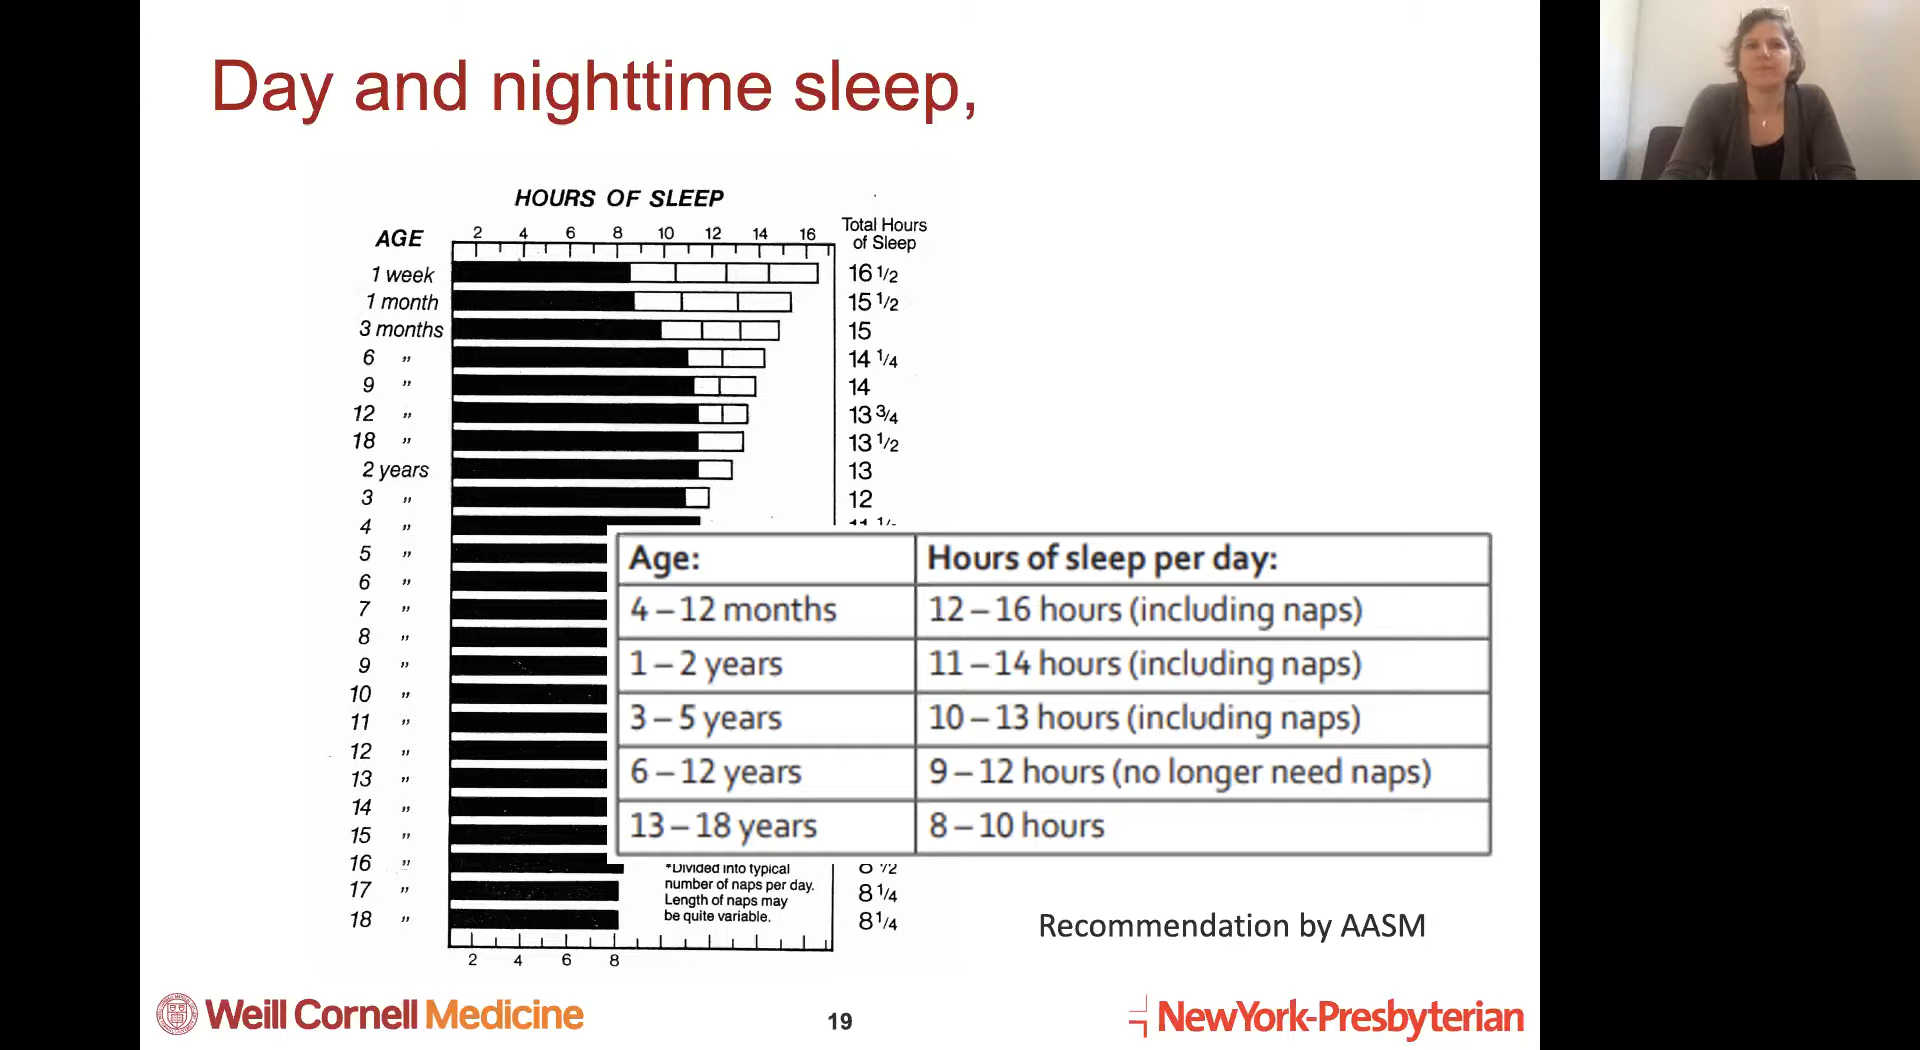 Day and nighttime sleep,
HOURS OF SLEEP
AGE 2 4 6 8 10 12 14 16 Total Hours of Sleep
1 week 16 1/2
1 month 15 1/2
3 months 15
6 " 14 1/4
9 " 14
12 " 13 3/4
18 " 13 1/2
2 years 13
3 " 12
4 "
5 "
6 "
7 "
8 "
9 "
10 "
11 "
12 "
13 "
14 "
15 "
16 "
17 " 8 1/4
18 " 8 1/4
*Divided into typical
number of naps per day.
Length of naps may
be quite variable.
2 4 6 8
Age: Hours of sleep per day:
4 – 12 months 12 – 16 hours (including naps)
1 – 2 years 11 – 14 hours (including naps)
3 – 5 years 10 – 13 hours (including naps)
6 – 12 years 9 – 12 hours (no longer need naps)
13 – 18 years 8 – 10 hours
Recommendation by AASM
Weill Cornell Medicine
19
NewYork-Presbyterian